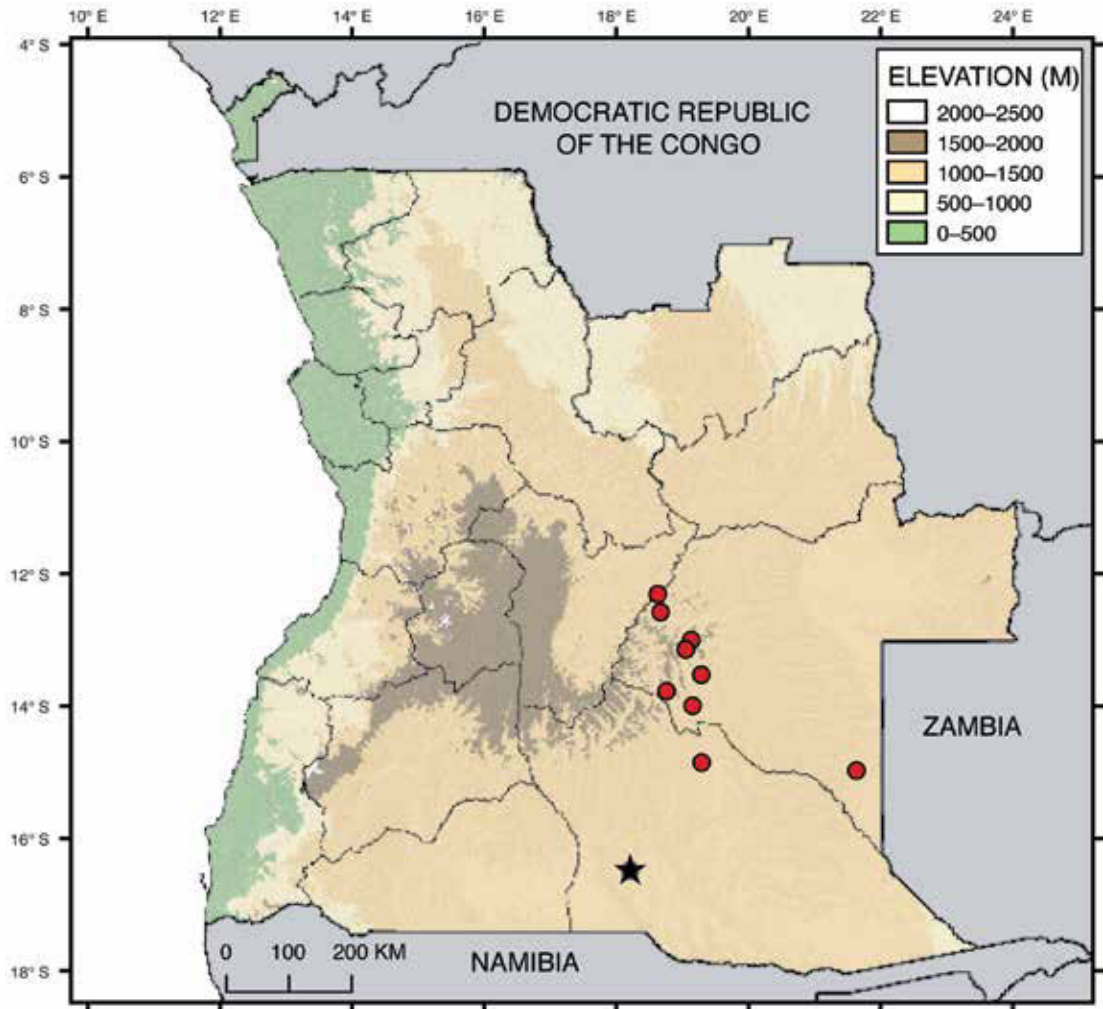 10° E 12° E 14° E 16° E 18° E 20° E 22° E 24° E
4° S
ELEVATION (M)
2000–2500
1500–2000
1000–1500
500–1000
0–500
DEMOCRATIC REPUBLIC
OF THE CONGO
6° S
8° S
10° S
12° S
14° S
ZAMBIA
16° S
0 100 200 KM
NAMIBIA
18° S